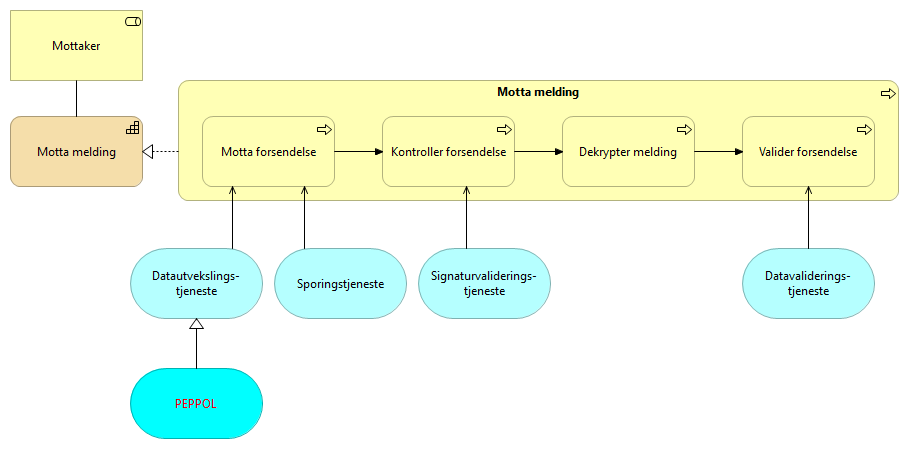 Mottaker
Motta melding
Motta melding
Motta forsendelse
Kontroller forsendelse
Dekrypter melding
Valider forsendelse
Datautvekslings-
tjeneste
Sporingstjeneste
Signaturvaliderings-
tjeneste
Datavaliderings-
tjeneste
PEPPOL